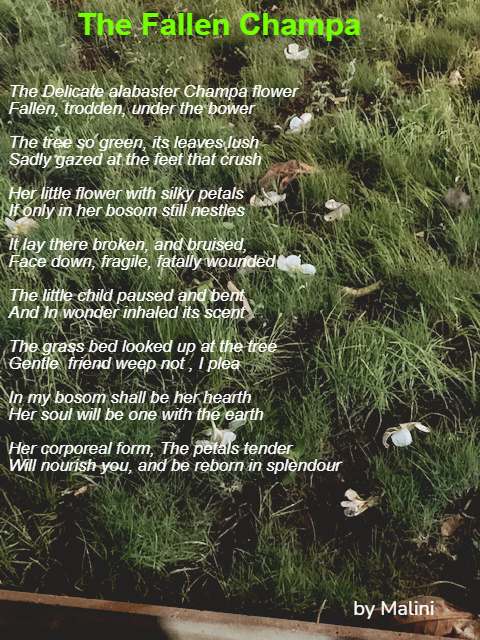 The Fallen Champa
The Delicate alabaster Champa flower
Fallen, trodden, under the bower
The tree so green, its leaves lush
Sadly gazed at the feet that crush
Her little flower with silky petals
If only in her bosom still nestles
It lay there broken, and bruised,
Face down, fragile, fatally wounded
The little child paused and bent
And In wonder inhaled its scent
The grass bed looked up at the tree
Gentle  friend weep not , I plea
In my bosom shall be her hearth
Her soul will be one with the earth
Her corporeal form, The petals tender
Will nourish you, and be reborn in splendour
by Malini